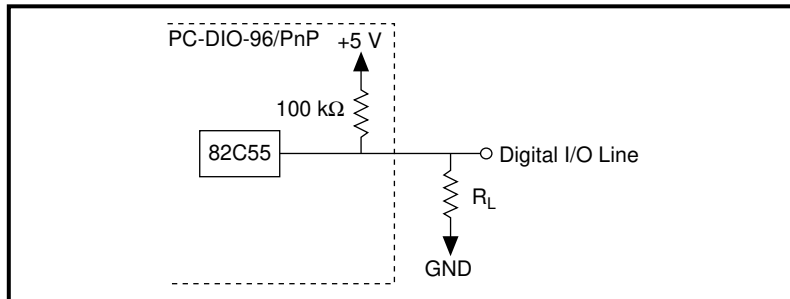 PC-DIO-96/PnP +5 V
100 kΩ
82C55
Digital I/O Line
RL
GND